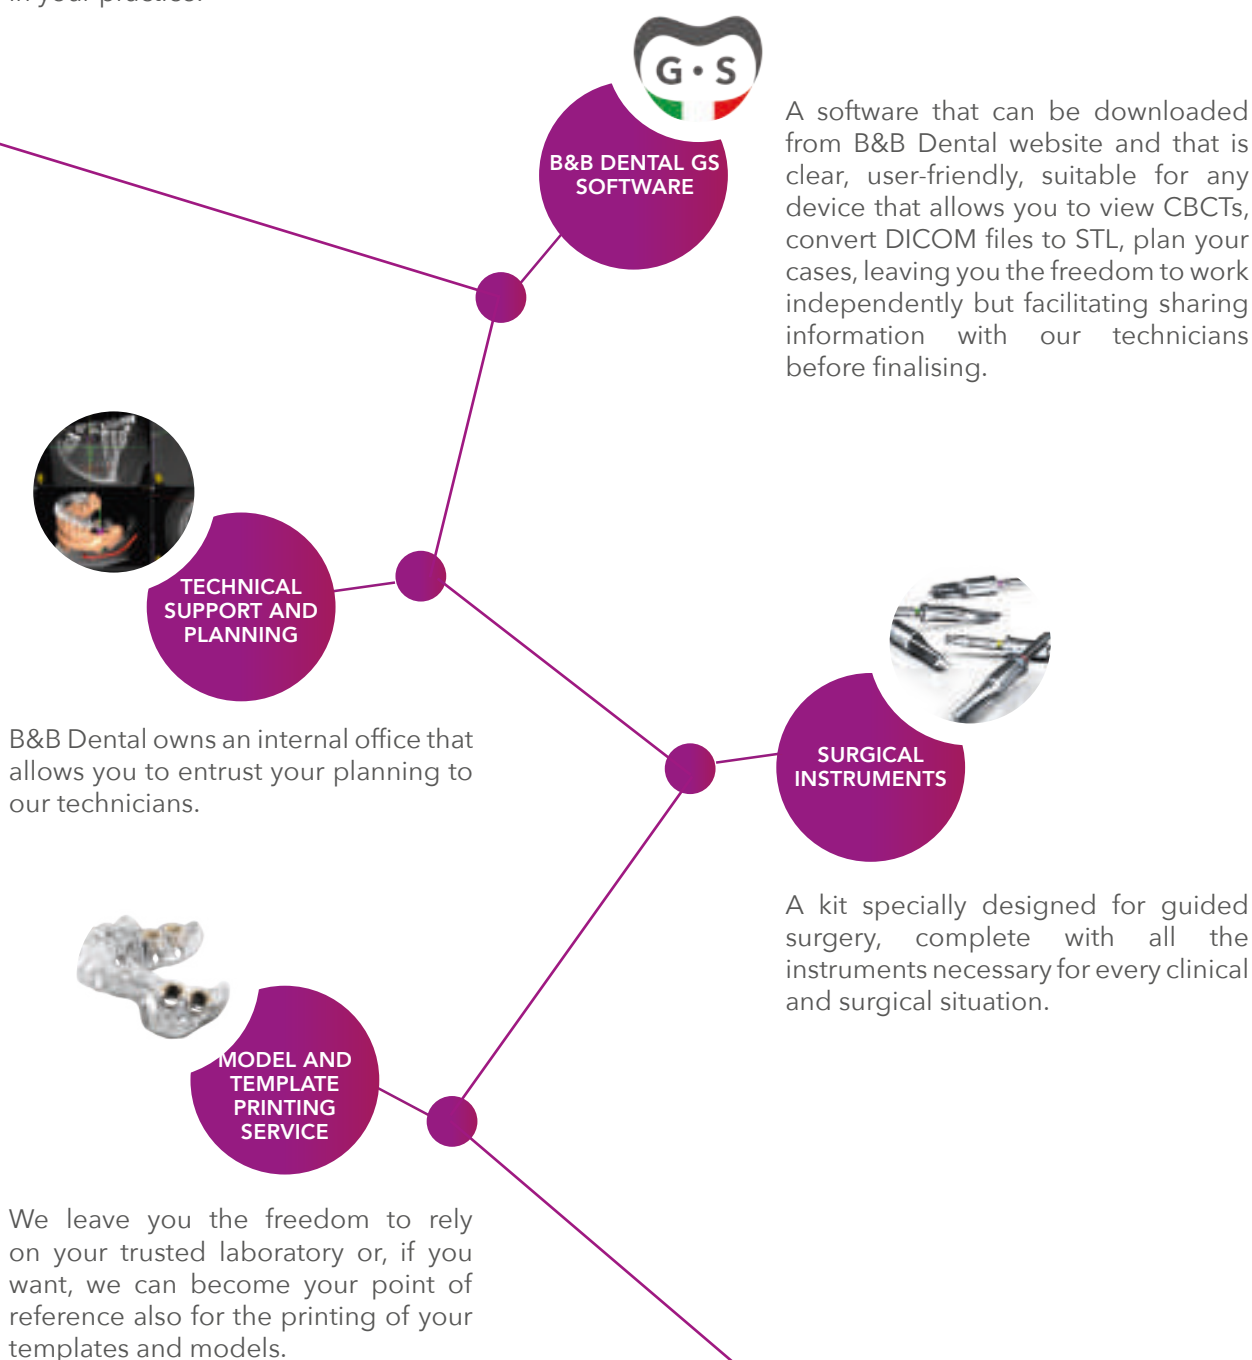 G • S
B&B DENTAL GS
SOFTWARE
A software that can be downloaded
from B&B Dental website and that is
clear, user-friendly, suitable for any
device that allows you to view CBCTs,
convert DICOM files to STL, plan your
cases, leaving you the freedom to work
independently but facilitating sharing
information with our technicians
before finalising.
TECHNICAL
SUPPORT AND
PLANNING
B&B Dental owns an internal office that
allows you to entrust your planning to
our technicians.
SURGICAL
INSTRUMENTS
A kit specially designed for guided
surgery, complete with all the
instruments necessary for every clinical
and surgical situation.
MODEL AND
TEMPLATE
PRINTING
SERVICE
We leave you the freedom to rely
on your trusted laboratory or, if you
want, we can become your point of
reference also for the printing of your
templates and models.